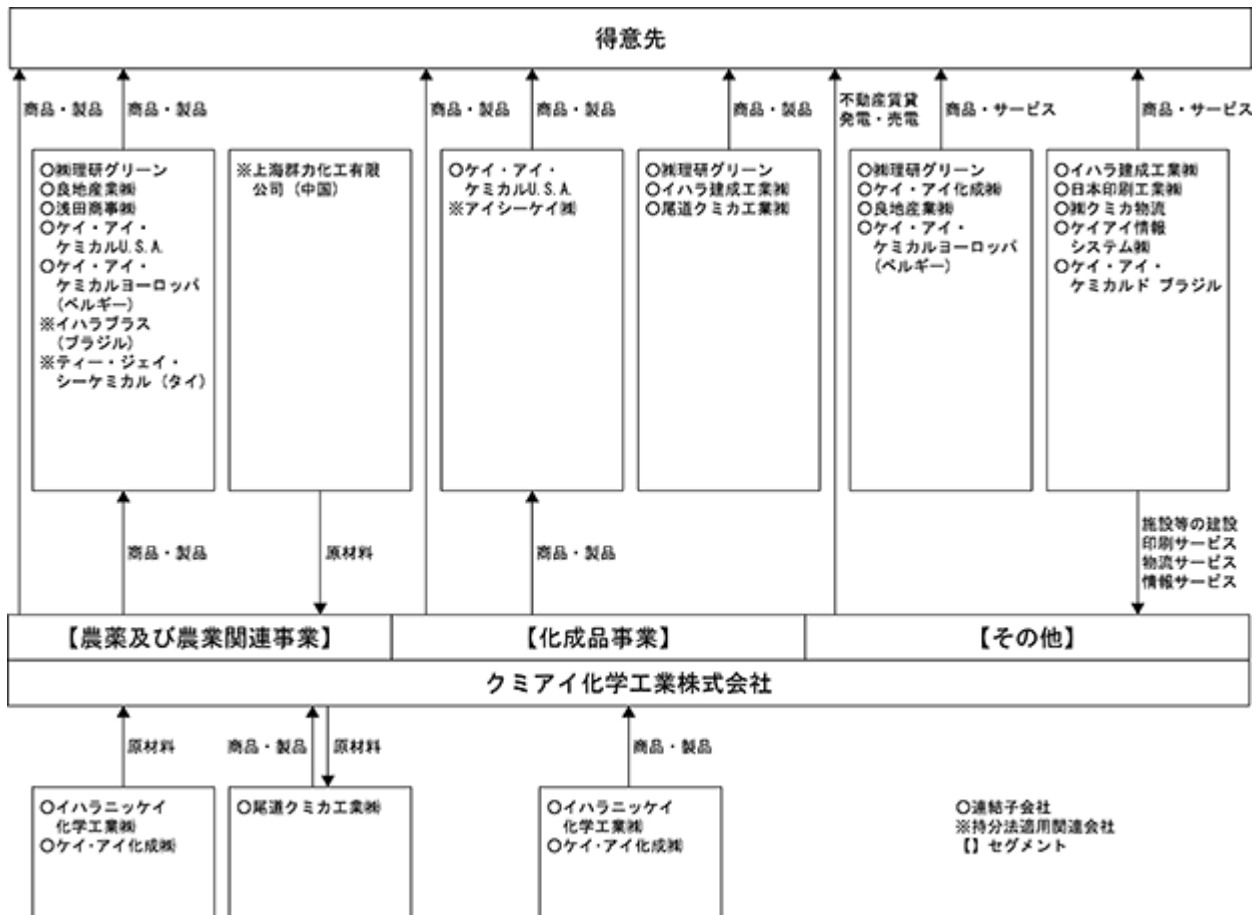 得意先
商品・製品
商品・製品
商品・製品
商品・製品
商品・製品
不動産賃貸
発電・売電
商品・サービス
商品・サービス
○㈱理研グリーン
○良地産業㈱
○浅田商事㈱
○ケイ・アイ・
ケミカルU.S.A.
○ケイ・アイ・
ケミカルヨーロッパ
(ベルギー)
※イハラブラス
(ブラジル)
※ティー・ジェイ・
シーケミカル (タイ)
※上海群力化工有限
公司 (中国)
○ケイ・アイ・
ケミカルU.S.A.
※アイシーケイ㈱
○㈱理研グリーン
○イハラ建成工業㈱
○尾道クミカ工業㈱
○㈱理研グリーン
○ケイ・アイ化成㈱
○良地産業㈱
○ケイ・アイ・
ケミカルヨーロッパ
(ベルギー)
○イハラ建成工業㈱
○日本印刷工業㈱
○㈱クミカ物流
○ケイアイ情報
システム㈱
○ケイ・アイ・
ケミカルド ブラジル
商品・製品
原材料
商品・製品
施設等の建設
印刷サービス
物流サービス
情報サービス
【農薬及び農業関連事業】
【化成品事業】
【その他】
クミアイ化学工業株式会社
原材料
商品・製品
原材料
商品・製品
○イハラニッケイ
化学工業㈱
○ケイ・アイ化成㈱
○尾道クミカ工業㈱
○イハラニッケイ
化学工業㈱
○ケイ・アイ化成㈱
○連結子会社
※持分法適用関連会社
【】セグメント